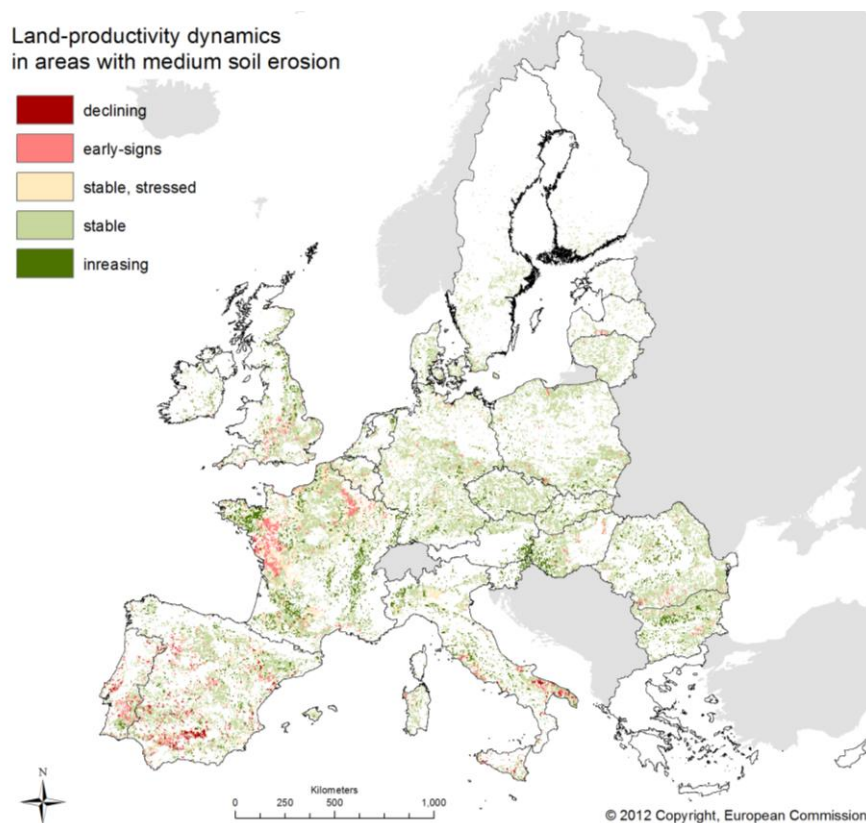 Land-productivity dynamics
in areas with medium soil erosion
declining
early-signs
stable, stressed
stable
inreasing
N
Kilometers
0 250 500 1,000
© 2012 Copyright, European Commission